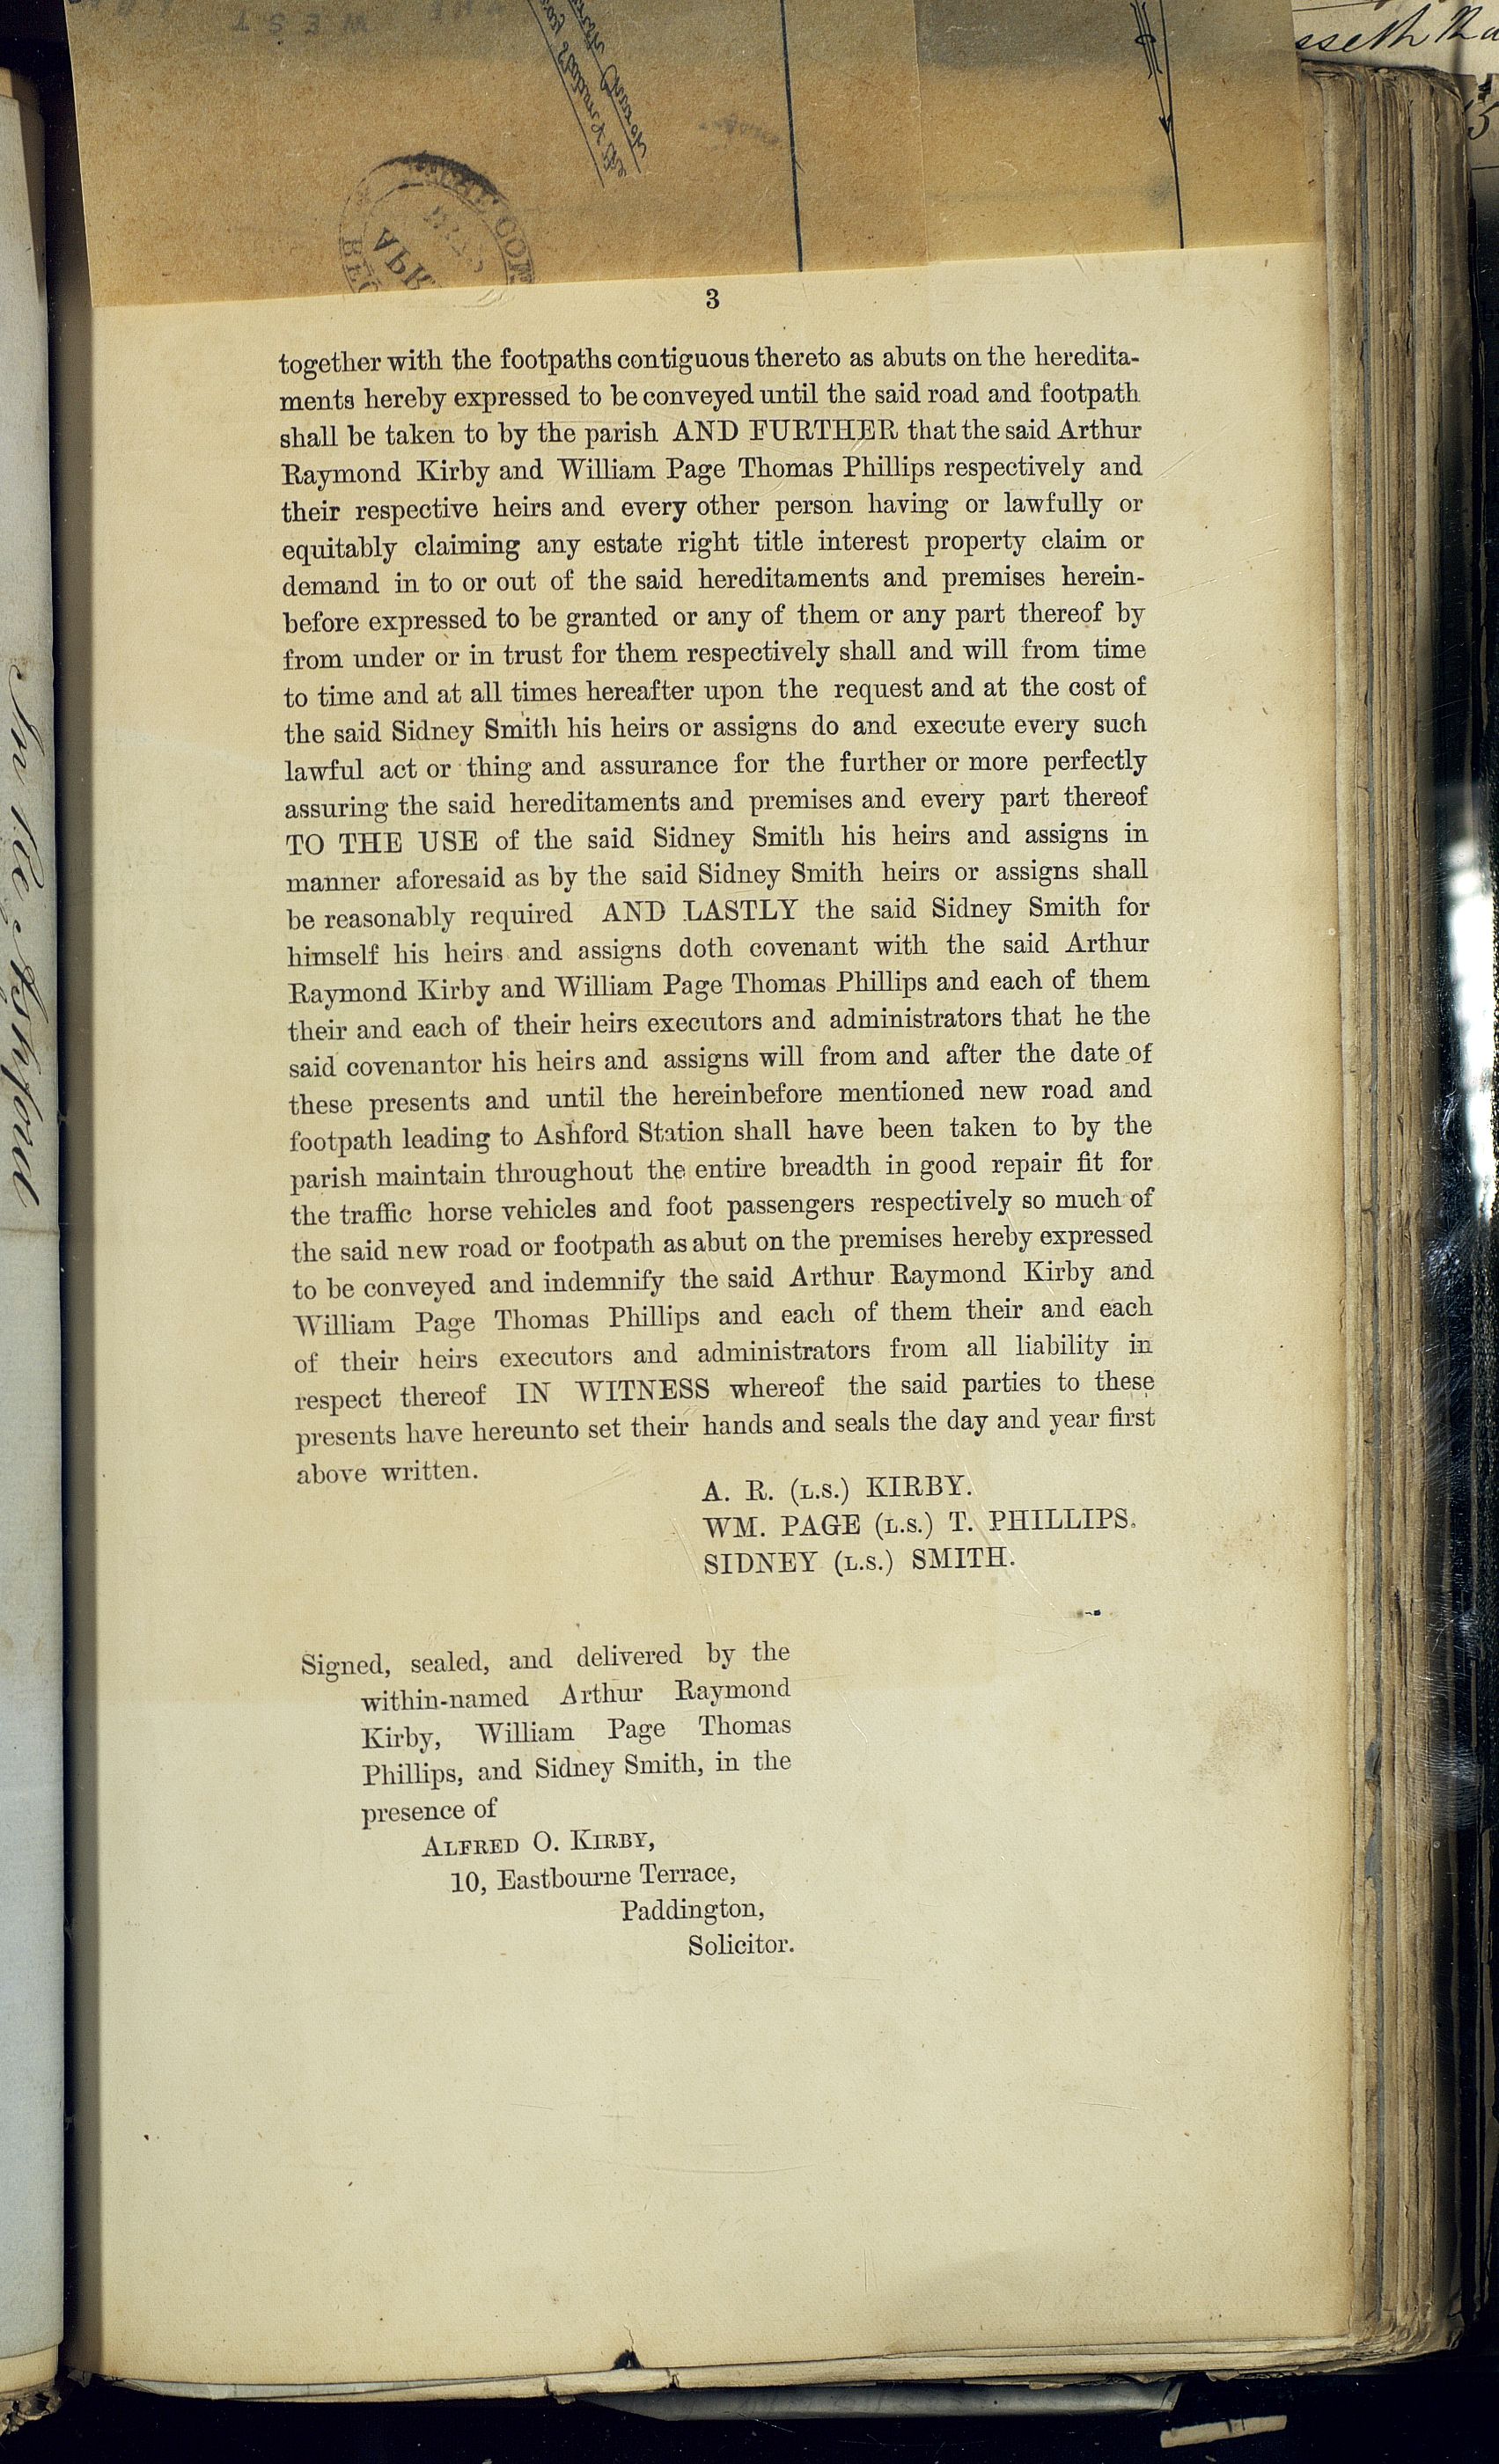 3
together with the footpaths contiguous thereto as abuts on the heredita-
ments hereby expressed to be conveyed until the said road and footpath
shall be taken to by the parish AND FURTHER that the said Arthur
Raymond Kirby and William Page Thomas Phillips respectively and
their respective heirs and every other person having or lawfully or
equitably claiming any estate right title interest property claim or
demand in to or out of the said hereditaments and premises herein-
before expressed to be granted or any of them or any part thereof by
from under or in trust for them respectively shall and will from time
to time and at all times hereafter upon the request and at the cost of
the said Sidney Smith his heirs or assigns do and execute every such
lawful act or thing and assurance for the further or more perfectly
assuring the said hereditaments and premises and every part thereof
TO THE USE of the said Sidney Smith his heirs and assigns in
manner aforesaid as by the said Sidney Smith heirs or assigns shall
be reasonably required AND LASTLY the said Sidney Smith for
himself his heirs and assigns doth covenant with the said Arthur
Raymond Kirby and William Page Thomas Phillips and each of them
their and each of their heirs executors and administrators that he the
said covenantor his heirs and assigns will from and after the date of
these presents and until the hereinbefore mentioned new road and
footpath leading to Ashford Station shall have been taken to by the
parish maintain throughout the entire breadth in good repair fit for
the traffic horse vehicles and foot passengers respectively so much of
the said new road or footpath as abut on the premises hereby expressed
to be conveyed and indemnify the said Arthur Raymond Kirby and
William Page Thomas Phillips and each of them their and each
of their heirs executors and administrators from all liability in
respect thereof IN WITNESS whereof the said parties to these
presents have hereunto set their hands and seals the day and year first
above written.
A. R. (L.S.) KIRBY.
WM. PAGE (L.S.) T. PHILLIPS.
SIDNEY (L.S.) SMITH.
Signed, sealed, and delivered by the
within-named Arthur Raymond
Kirby, William Page Thomas
Phillips, and Sidney Smith, in the
presence of
ALFRED O. KIRBY,
10, Eastbourne Terrace,
Paddington,
Solicitor.
In Re Ashford